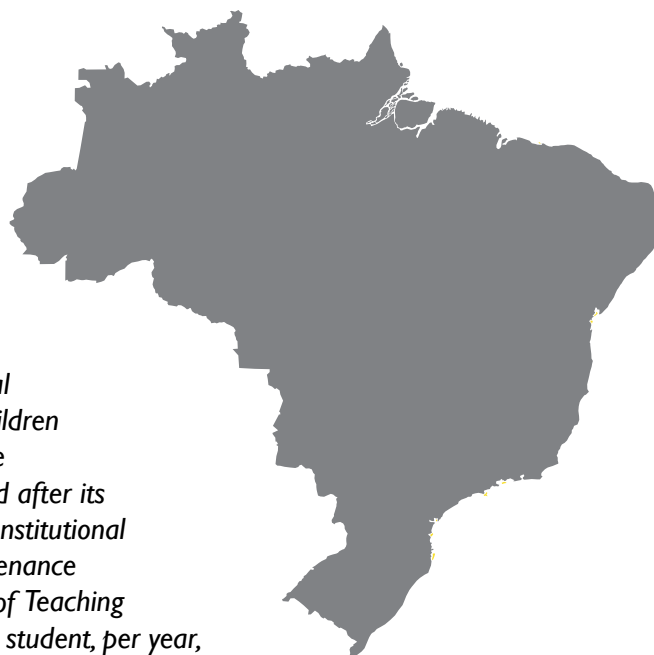 al
ildren
e
d after its
nstitutional
enance
of Teaching
student, per year,